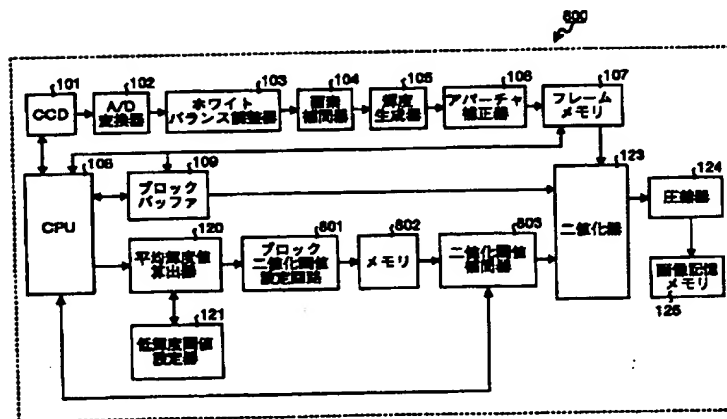 600
101
102
103
104
105
106
107
CCD
A/D
変換器
ホワイト
バランス調整器
画素
補間器
輝度
生成器
アパーチャ
補正器
フレーム
メモリ
108
109
123
124
CPU
ブロック
バッファ
二値化器
圧縮器
120
601
602
603
平均輝度値
算出器
ブロック
二値化閾値
設定回路
メモリ
二値化閾値
補間器
画像記憶
メモリ
125
121
低輝度閾値
設定器